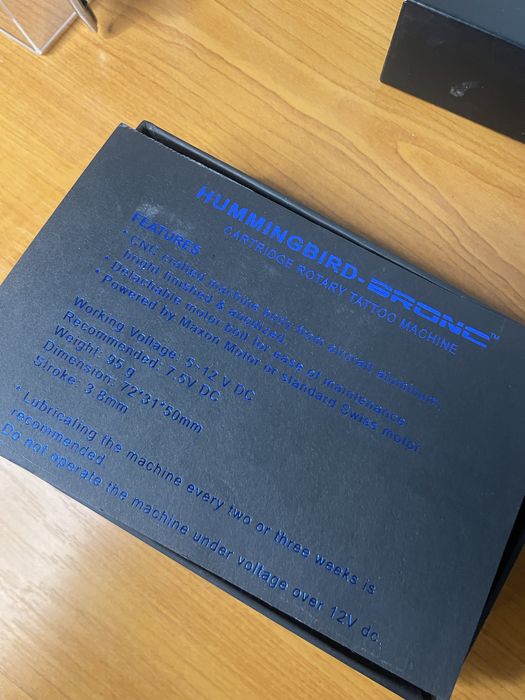 HUMMINGBIRD-BRONC™
CARTRIDGE ROTARY TATTOO MACHINE
FEATURES
• CNC crafted machine body from aircraft aluminum,
bright finished & anodized.
• Detachable motor bolt for ease of maintenance
• Powered by Maxon Motor or standard Swiss motor.
Working Voltage: 5-12 V DC
Recommended: 7.5V DC
Weight: 95 g
Dimension: 72*31*50mm
Stroke: 3.8mm
* Lubricating the machine every two or three weeks is
recommended
Do not operate the machine under voltage over 12V dc.